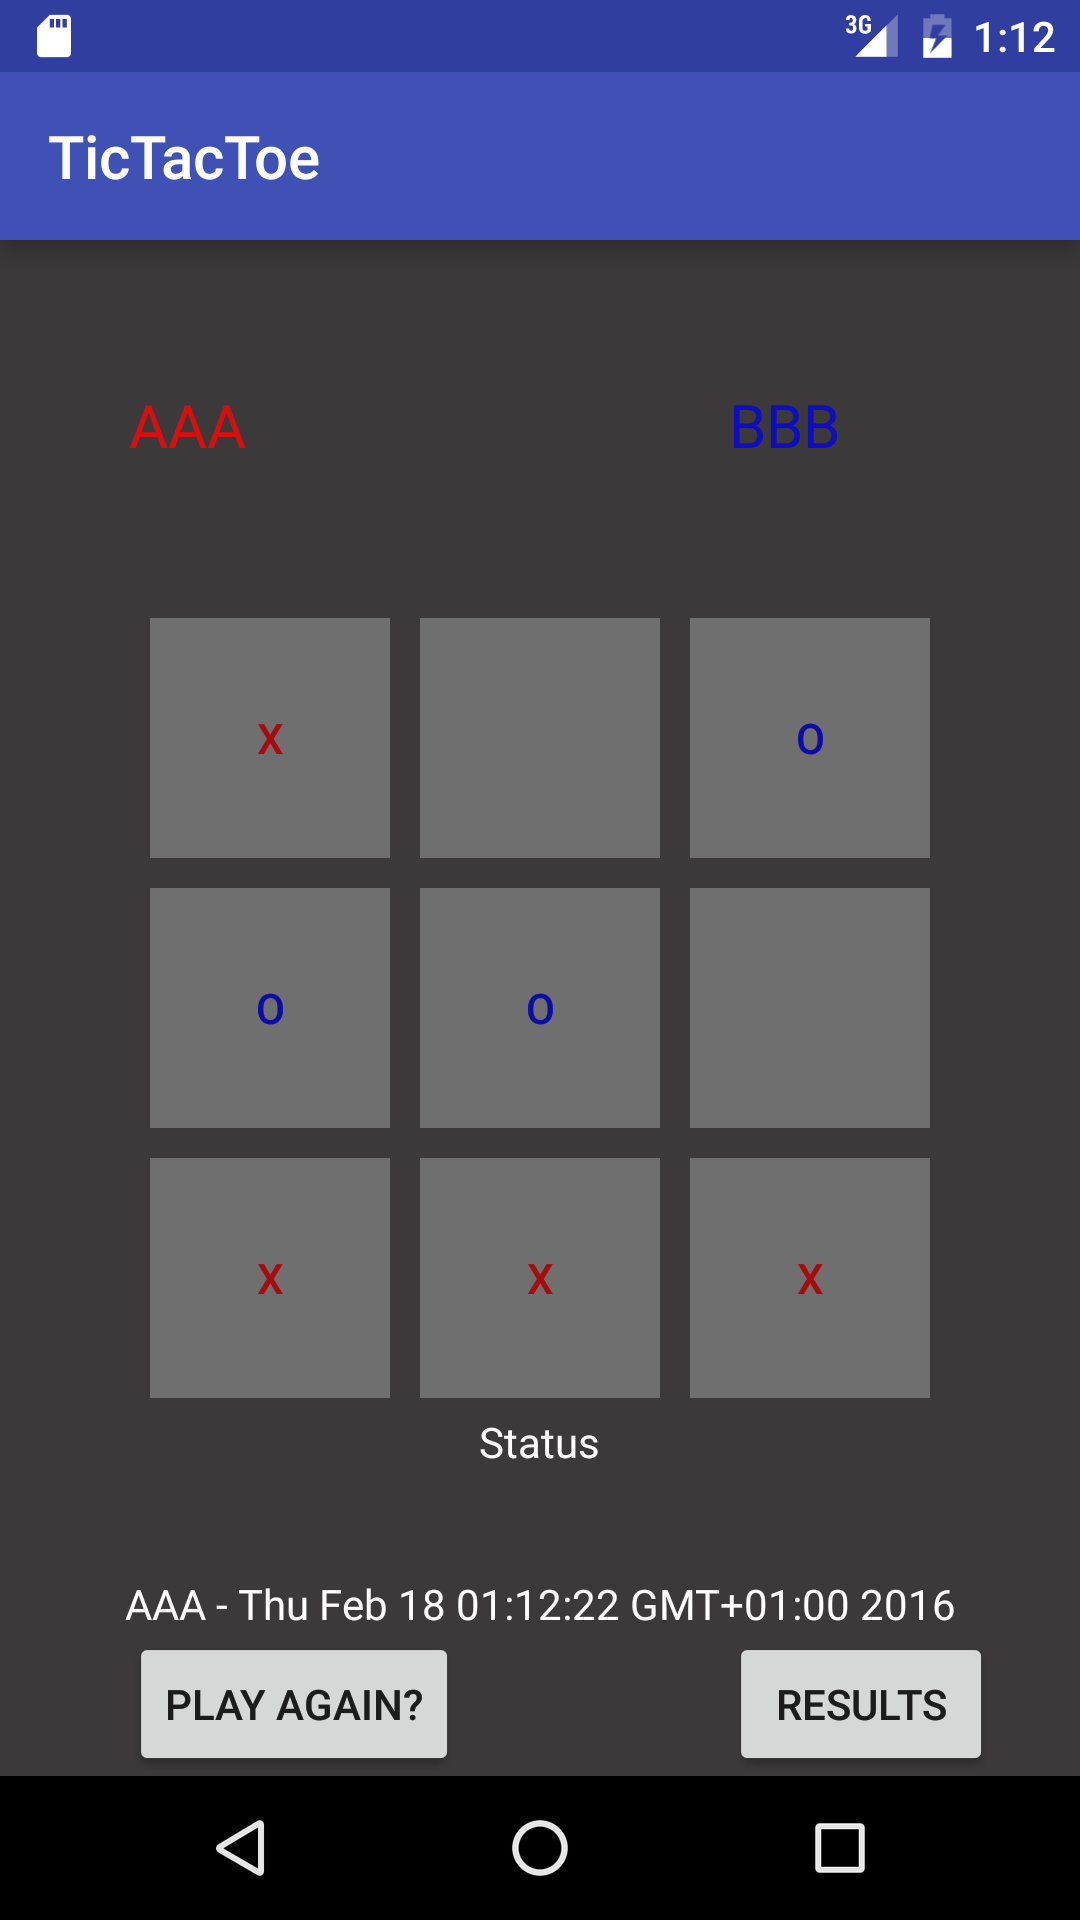 3G 1:12
TicTacToe
AAA BBB
X O
O O
X X X
Status
AAA - Thu Feb 18 01:12:22 GMT+01:00 2016
PLAY AGAIN? RESULTS